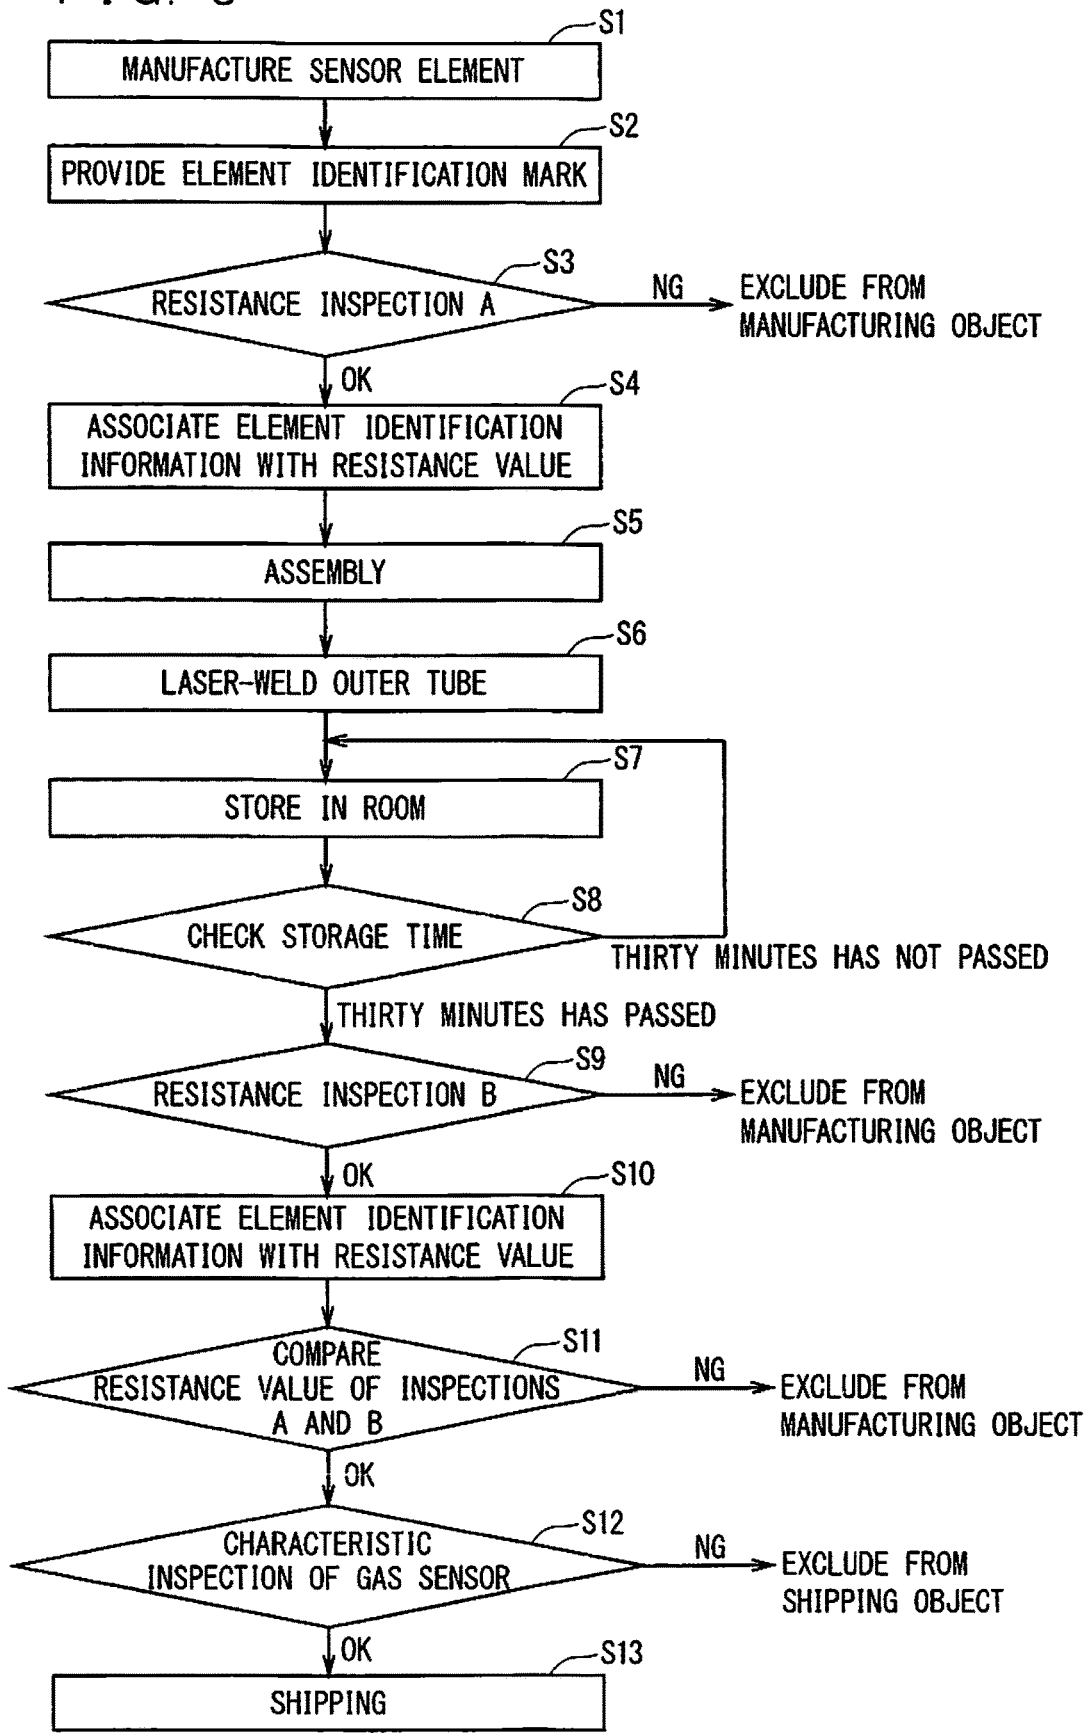 S1
MANUFACTURE SENSOR ELEMENT
S2
PROVIDE ELEMENT IDENTIFICATION MARK
S3
RESISTANCE INSPECTION A
NG
EXCLUDE FROM
MANUFACTURING OBJECT
OK
S4
ASSOCIATE ELEMENT IDENTIFICATION
INFORMATION WITH RESISTANCE VALUE
S5
ASSEMBLY
S6
LASER-WELD OUTER TUBE
S7
STORE IN ROOM
S8
CHECK STORAGE TIME
THIRTY MINUTES HAS NOT PASSED
THIRTY MINUTES HAS PASSED
S9
RESISTANCE INSPECTION B
NG
EXCLUDE FROM
MANUFACTURING OBJECT
OK
S10
ASSOCIATE ELEMENT IDENTIFICATION
INFORMATION WITH RESISTANCE VALUE
S11
COMPARE
RESISTANCE VALUE OF INSPECTIONS
A AND B
NG
EXCLUDE FROM
MANUFACTURING OBJECT
OK
S12
CHARACTERISTIC
INSPECTION OF GAS SENSOR
NG
EXCLUDE FROM
SHIPPING OBJECT
OK
S13
SHIPPING